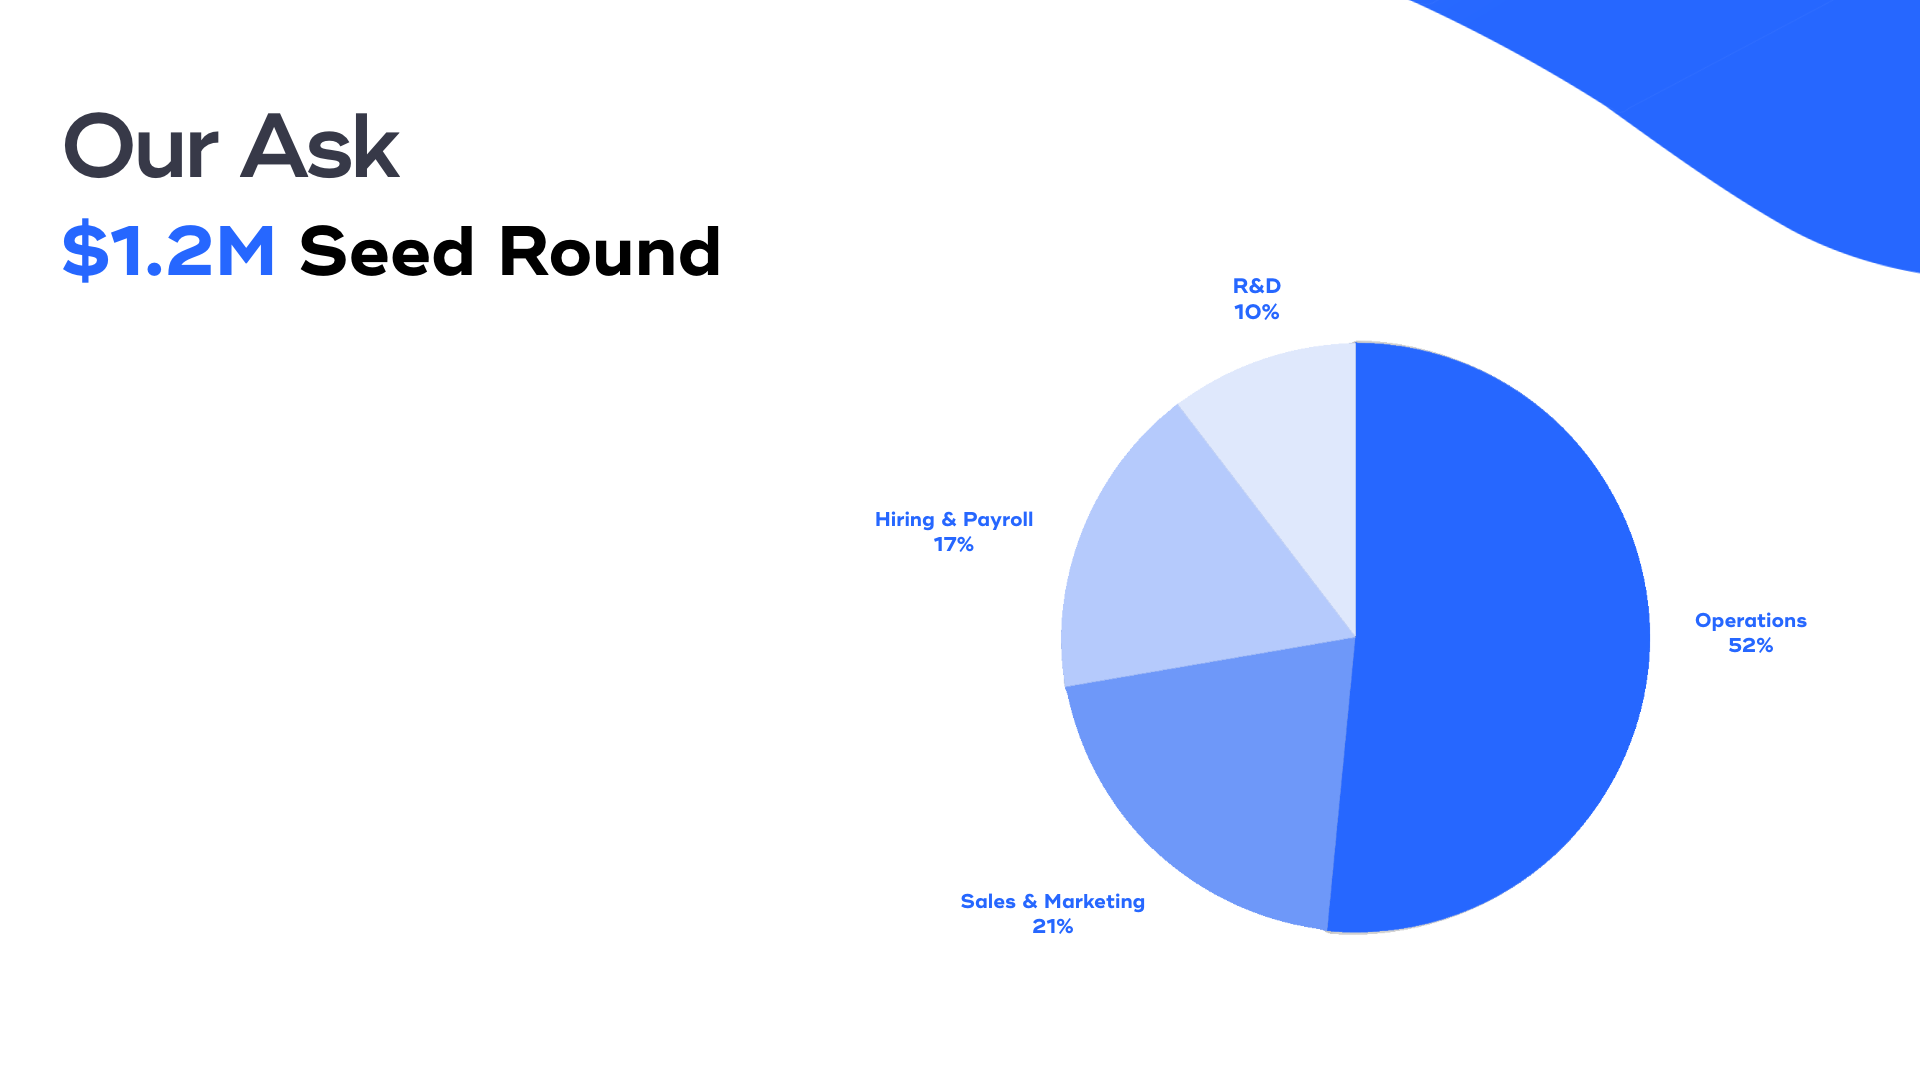 Our Ask
$1.2M Seed Round
R&D
10%
Hiring & Payroll
17%
Operations
52%
Sales & Marketing
21%